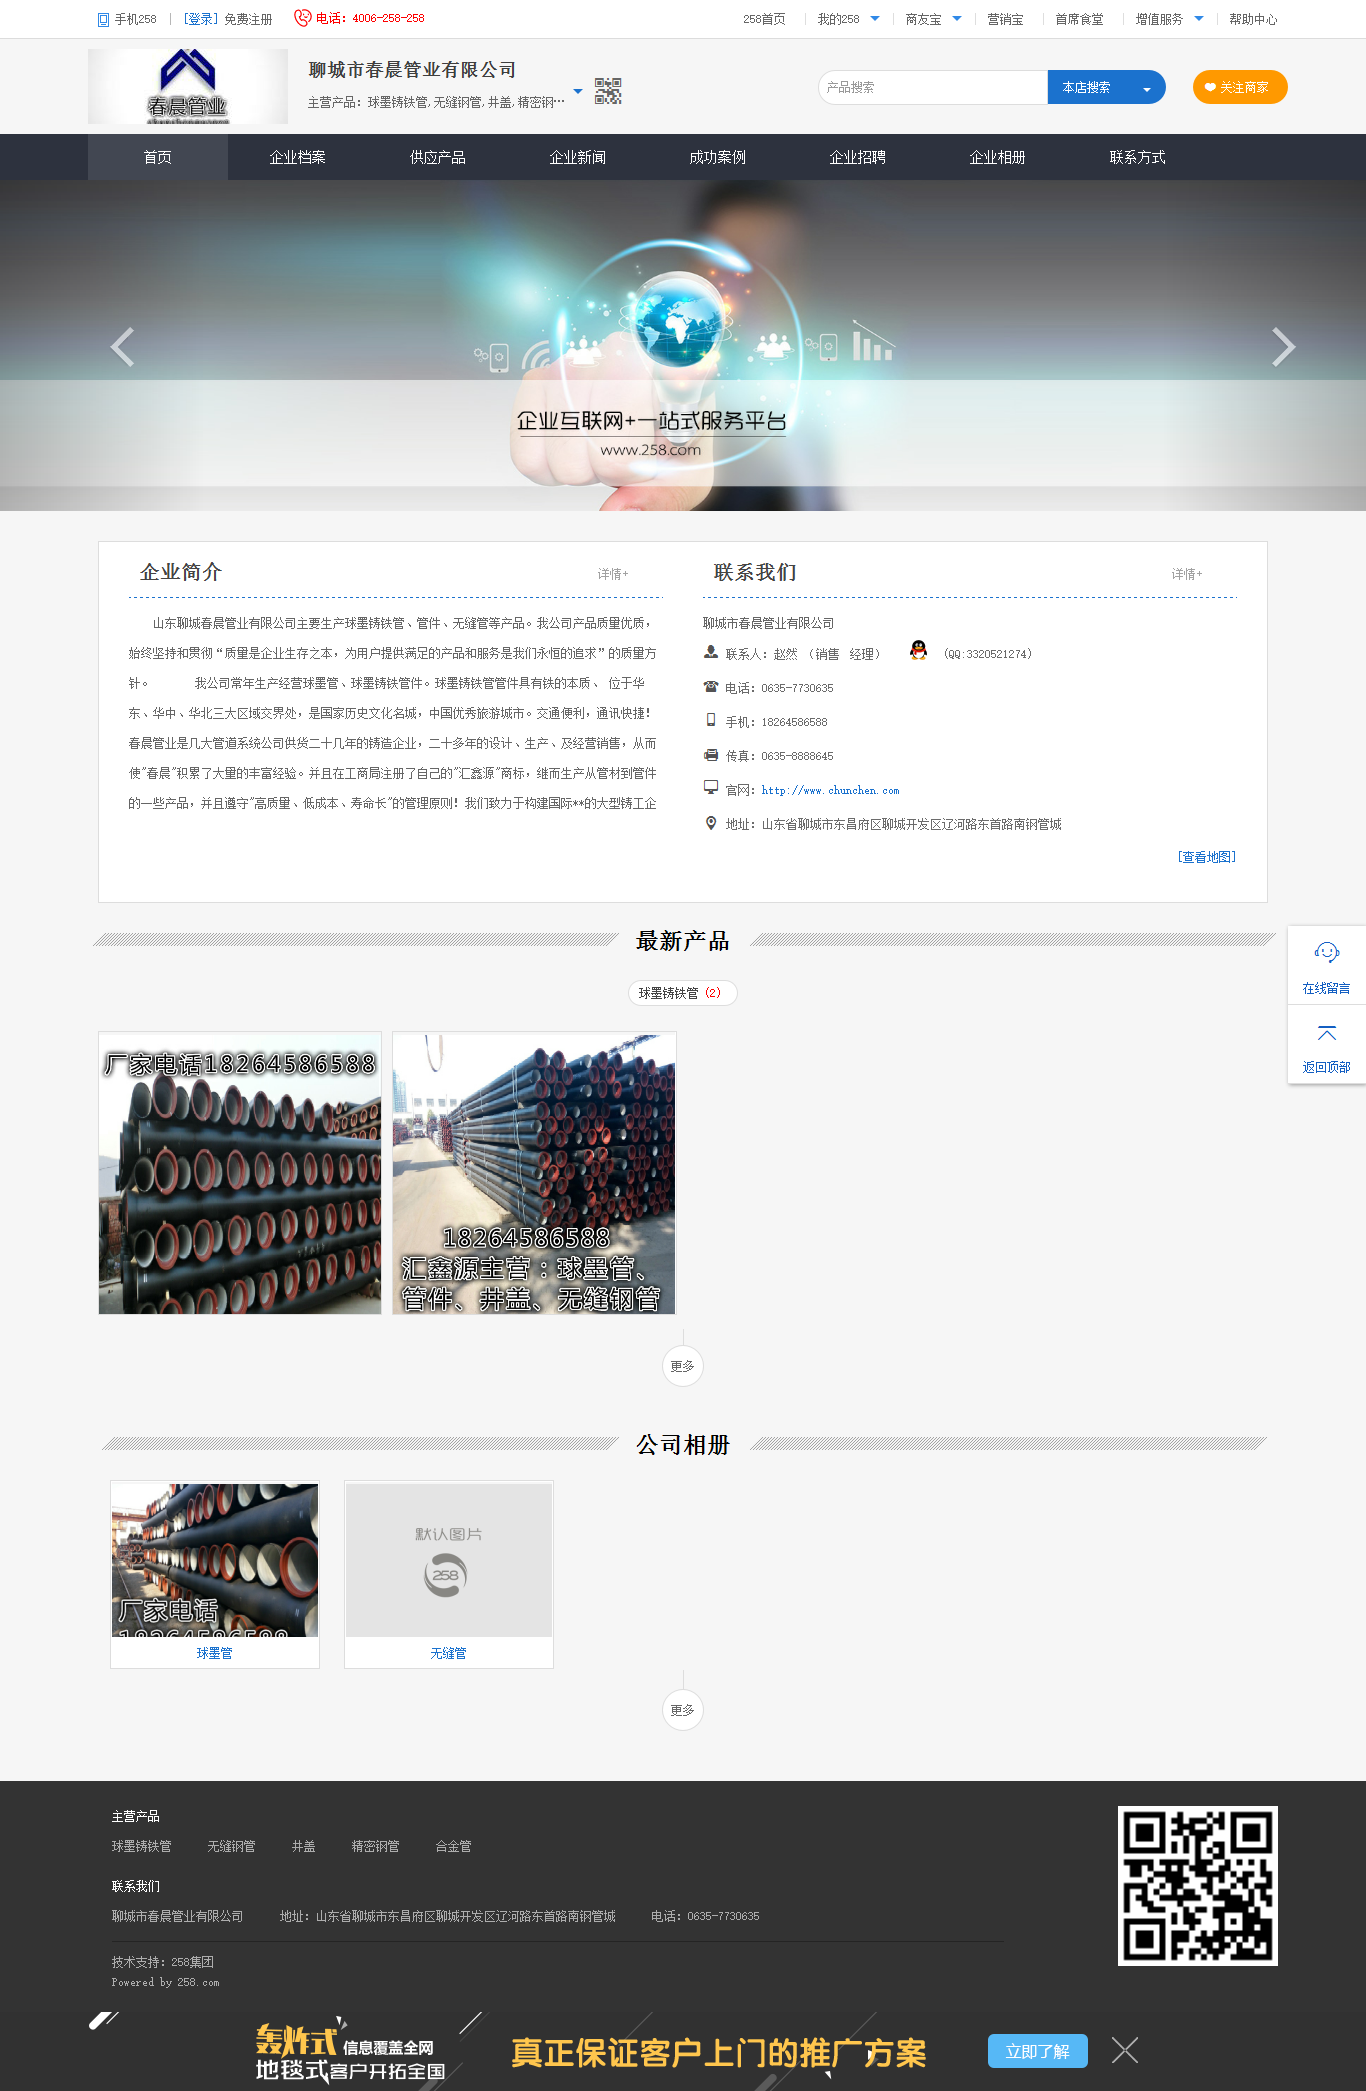 手机258 | [登录] 免费注册 电话：4006-258-258 258首页 我的258 商友宝 营销宝 首席食堂 增值服务 帮助中心
春晨管业
聊城市春晨管业有限公司
主营产品：球墨铸铁管,无缝钢管,井盖,精密钢…
产品搜索 本店搜索 关注商家
首页 企业档案 供应产品 企业新闻 成功案例 企业招聘 企业相册 联系方式
企业互联网+一站式服务平台
www.258.com
企业简介 详情+
山东聊城春晨管业有限公司主要生产球墨铸铁管、管件、无缝管等产品。我公司产品质量优质，
始终坚持和贯彻“质量是企业生存之本，为用户提供满足的产品和服务是我们永恒的追求”的质量方
针。 我公司常年生产经营球墨管、球墨铸铁管件。球墨铸铁管管件具有铁的本质、 位于华
东、华中、华北三大区域交界处，是国家历史文化名城，中国优秀旅游城市。交通便利，通讯快捷！
春晨管业是几大管道系统公司供货二十几年的铸造企业，二十多年的设计、生产、及经营销售，从而
使"春晨"积累了大量的丰富经验。并且在工商局注册了自己的"汇鑫源"商标，继而生产从管材到管件
的一些产品，并且遵守"高质量、低成本、寿命长"的管理原则！我们致力于构建国际**的大型铸工企
联系我们 详情+
聊城市春晨管业有限公司
联系人：赵然 （销售 经理） (QQ:3320521274)
电话：0635-7730635
手机：18264586588
传真：0635-8888645
官网：http://www.chunchen.com
地址：山东省聊城市东昌府区聊城开发区辽河路东首路南钢管城
[查看地图]
在线留言
返回顶部
最新产品
球墨铸铁管 (2)
厂家电话18264586588
18264586588
汇鑫源主营：球墨管、
管件、井盖、无缝钢管
更多
公司相册
厂家电话
18264586588
球墨管
默认图片
258
无缝管
更多
主营产品
球墨铸铁管 无缝钢管 井盖 精密钢管 合金管
联系我们
聊城市春晨管业有限公司 地址：山东省聊城市东昌府区聊城开发区辽河路东首路南钢管城 电话：0635-7730635
技术支持：258集团
Powered by 258.com
轰炸式 信息覆盖全网
地毯式客户开拓全国
真正保证客户上门的推广方案
立即了解